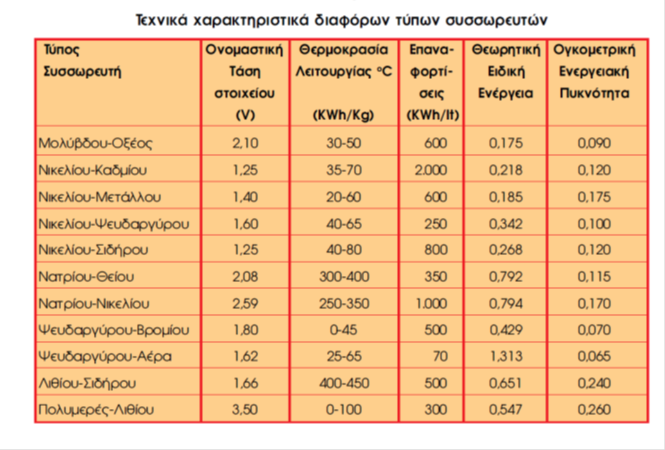 Τεχνικά χαρακτηριστικά διαφόρων τύπων συσσωρευτών
Τύπος Ονομαστική Θερμοκρασία Επανα- Θεωρητική Ογκομετρική
Συσσωρευτή Τάση Λειτουργίας °C φορτί- Ειδική Ενεργειακή
στοιχείου σεις Ενέργεια Πυκνότητα
(V) (KWh/Kg) (KWh/lt)
Μολύβδου-Οξέος 2,10 30-50 600 0,175 0,090
Νικελίου-Καδμίου 1,25 35-70 2.000 0,218 0,120
Νικελίου-Μετάλλου 1,40 20-60 600 0,185 0,175
Νικελίου-Ψευδαργύρου 1,60 40-65 250 0,342 0,100
Νικελίου-Σιδήρου 1,25 40-80 800 0,268 0,120
Νατρίου-Θείου 2,08 300-400 350 0,792 0,115
Νατρίου-Νικελίου 2,59 250-350 1.000 0,794 0,170
Ψευδαργύρου-Βρομίου 1,80 0-45 500 0,429 0,070
Ψευδαργύρου-Αέρα 1,62 25-65 70 1,313 0,065
Λιθίου-Σιδήρου 1,66 400-450 500 0,651 0,240
Πολυμερές-Λιθίου 3,50 0-100 300 0,547 0,260